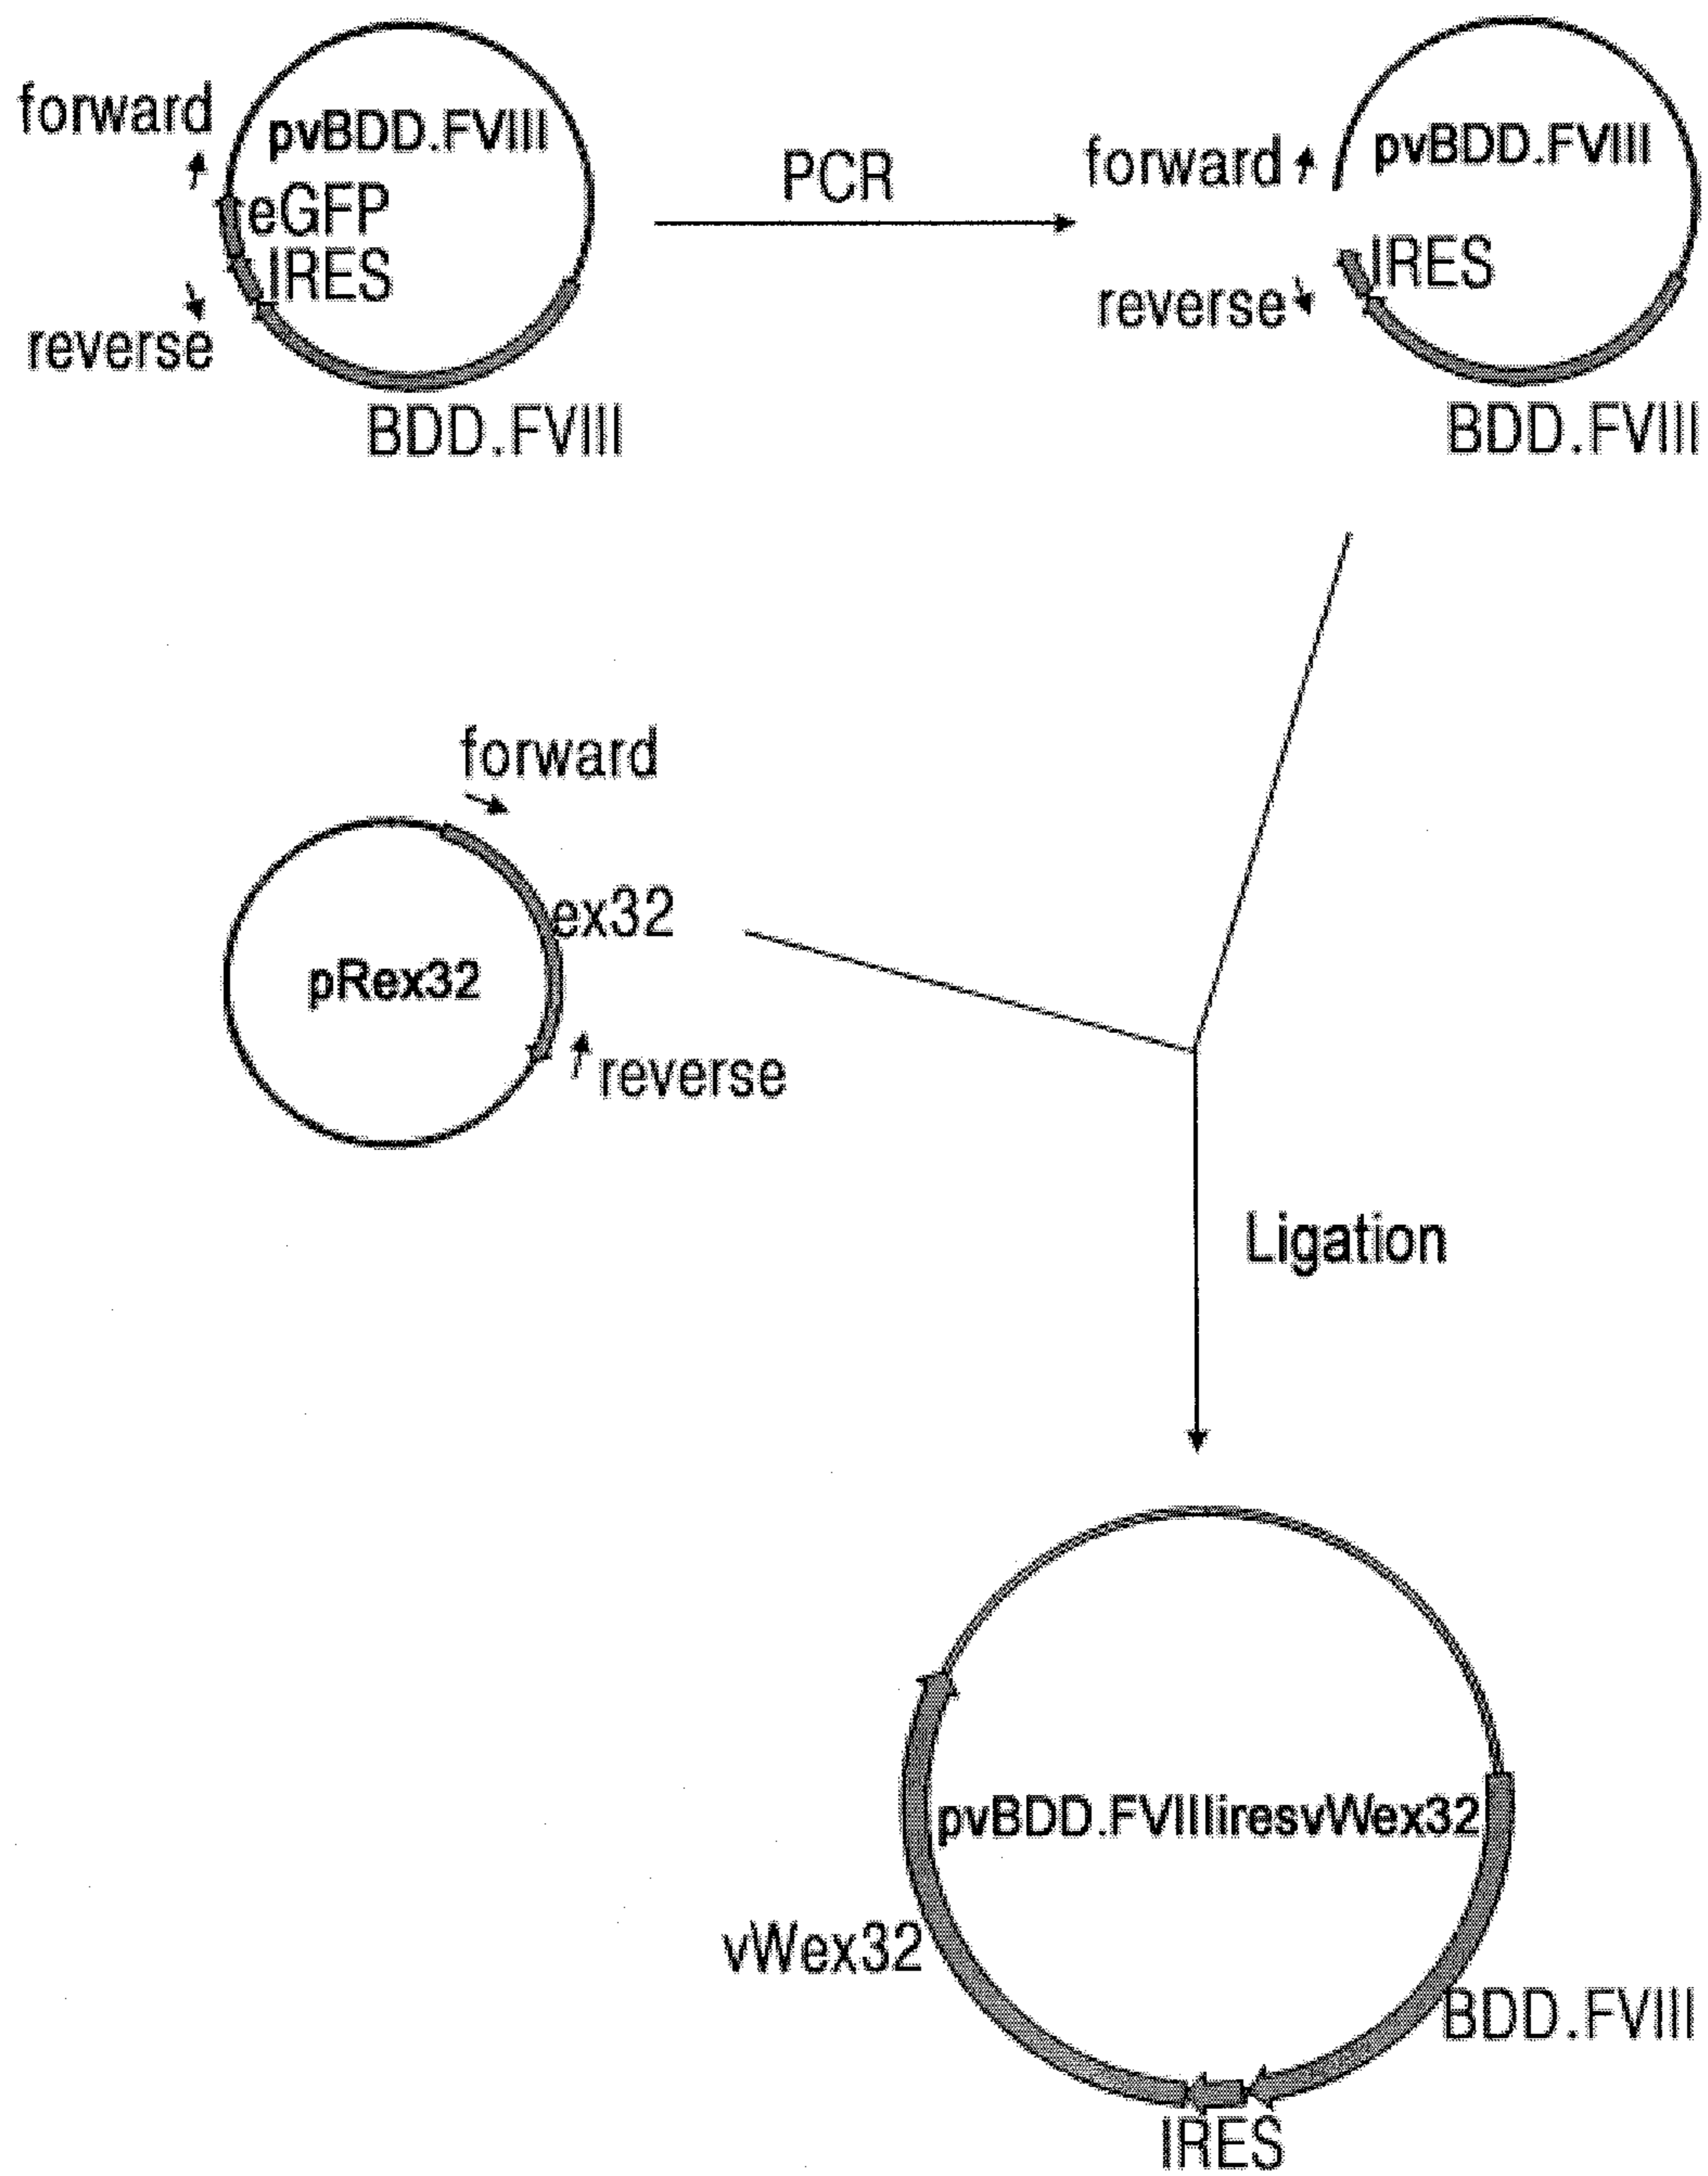 forward
pvBDD.FVIII
eGFP
IRES
reverse
BDD.FVIII
PCR
forward
pvBDD.FVIII
IRES
reverse
BDD.FVIII
forward
ex32
pRex32
reverse
Ligation
pvBDD.FVIIIiresvWex32
vWex32
BDD.FVIII
IRES